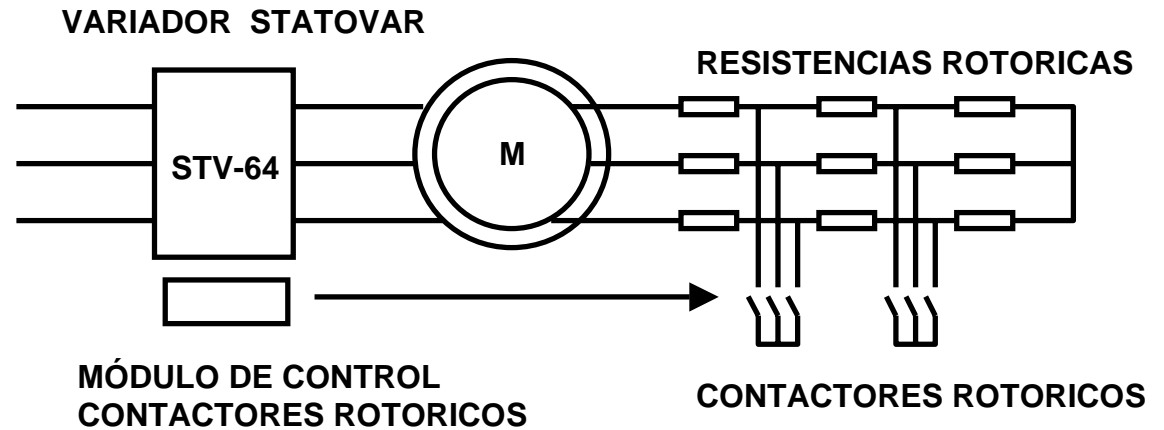 VARIADOR STATOVAR
RESISTENCIAS ROTORICAS
STV-64
M
MÓDULO DE CONTROL
CONTACTORES ROTORICOS
CONTACTORES ROTORICOS